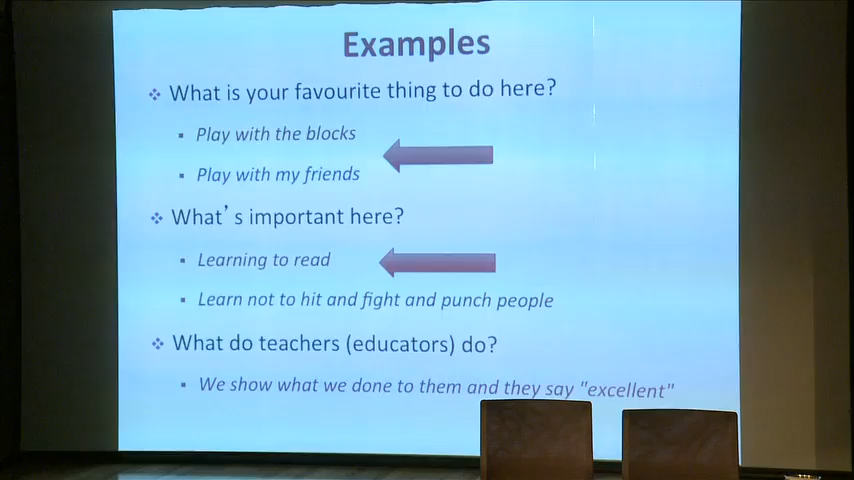 Examples
What is your favourite thing to do here?
Play with the blocks
Play with my friends
What's important here?
Learning to read
Learn not to hit and fight and punch people
What do teachers (educators) do?
We show what we done to them and they say "excellent"